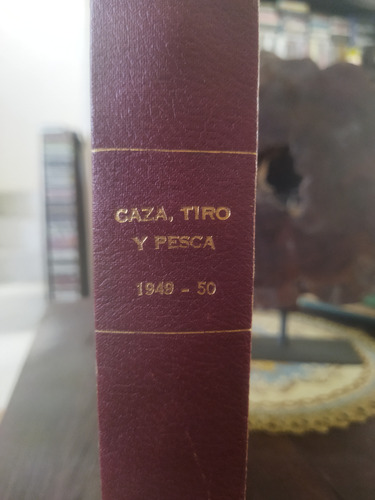 CAZA, TIRO
Y PESCA
1949 - 50